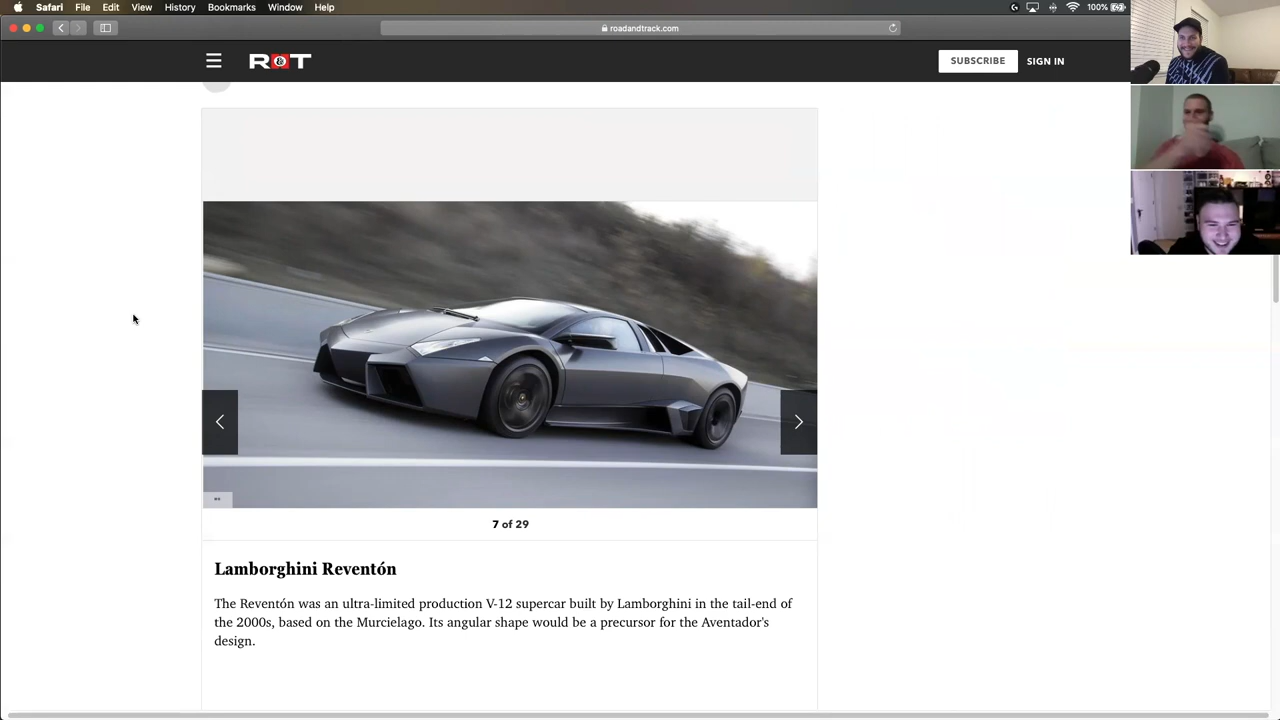 Safari File Edit View History Bookmarks Window Help 100%
roadandtrack.com
R&T SUBSCRIBE SIGN IN
7 of 29
Lamborghini Reventón
The Reventón was an ultra-limited production V-12 supercar built by Lamborghini in the tail-end of
the 2000s, based on the Murcielago. Its angular shape would be a precursor for the Aventador's
design.